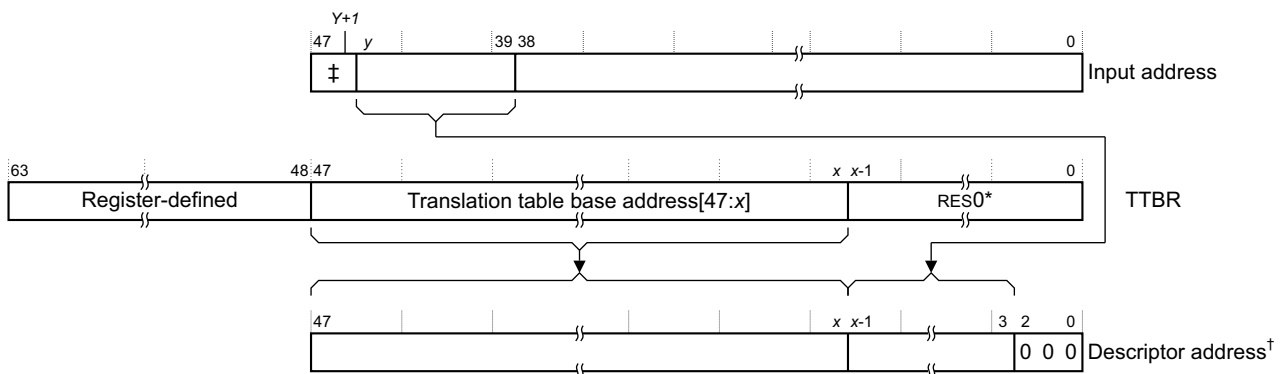 Y+1
47 y 39 38 0
‡ Input address
63 48 47 x x-1 0
Register-defined Translation table base address[47:x] RES0* TTBR
47 x x-1 3 2 0
0 0 0 Descriptor address†